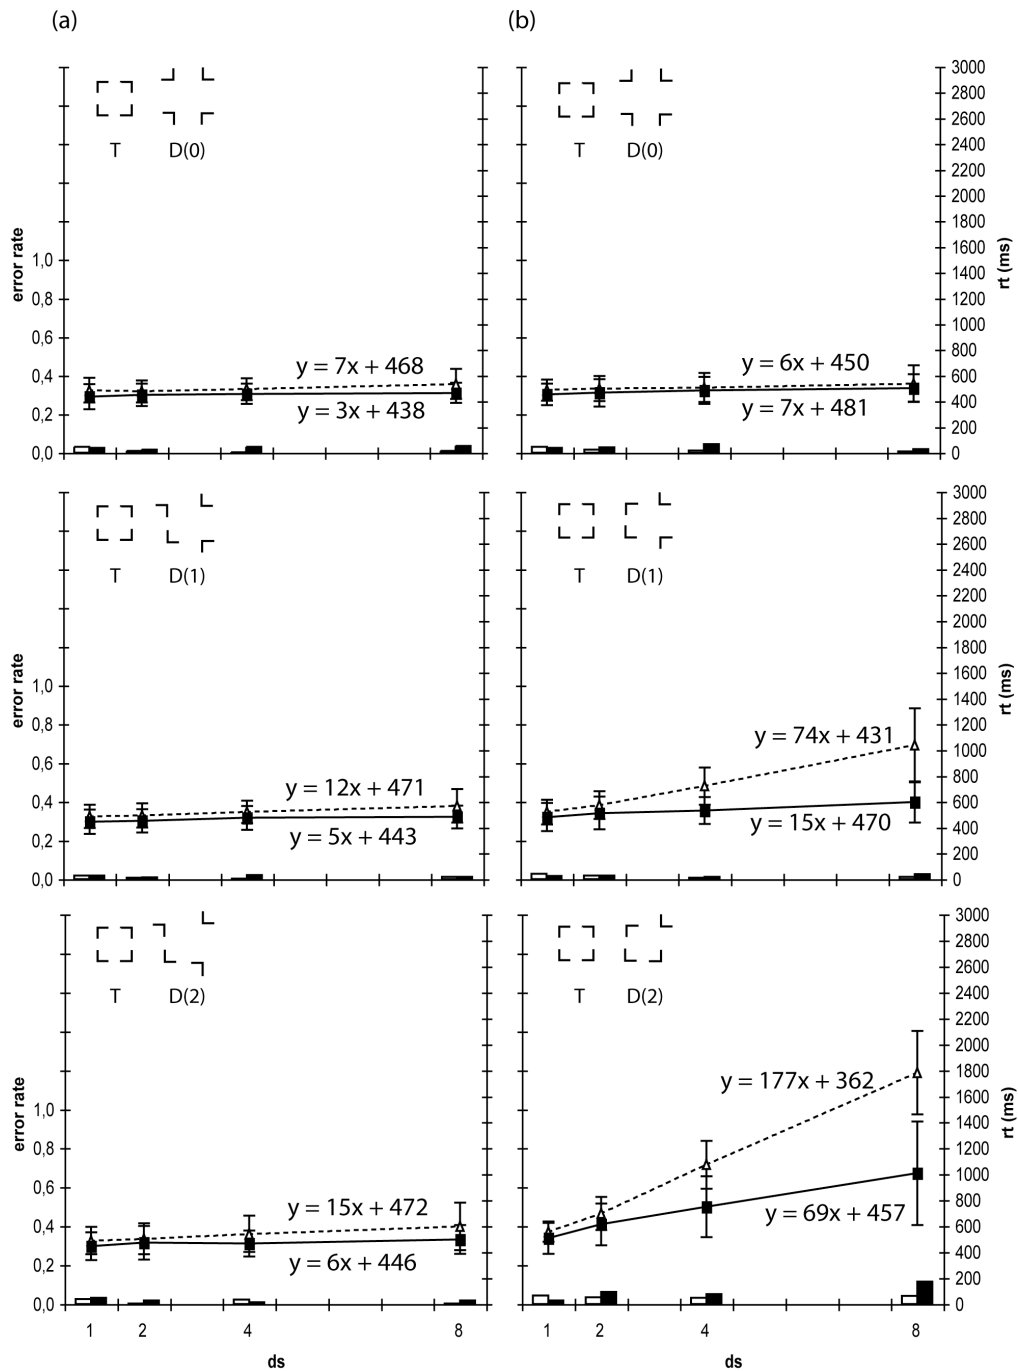 (a)
(b)
T D(0)
T D(0)
error rate
1,0
0,8
0,6
0,4
0,2
0,0
y = 7x + 468
y = 3x + 438
y = 6x + 450
y = 7x + 481
3000
2800
2600
2400
2200
2000
1800
1600
1400
1200
1000
800
600
400
200
0
rt (ms)
T D(1)
T D(1)
error rate
1,0
0,8
0,6
0,4
0,2
0,0
y = 12x + 471
y = 5x + 443
y = 74x + 431
y = 15x + 470
3000
2800
2600
2400
2200
2000
1800
1600
1400
1200
1000
800
600
400
200
0
rt (ms)
T D(2)
T D(2)
error rate
1,0
0,8
0,6
0,4
0,2
0,0
y = 15x + 472
y = 6x + 446
y = 177x + 362
y = 69x + 457
3000
2800
2600
2400
2200
2000
1800
1600
1400
1200
1000
800
600
400
200
0
rt (ms)
1 2 4 8
ds
1 2 4 8
ds